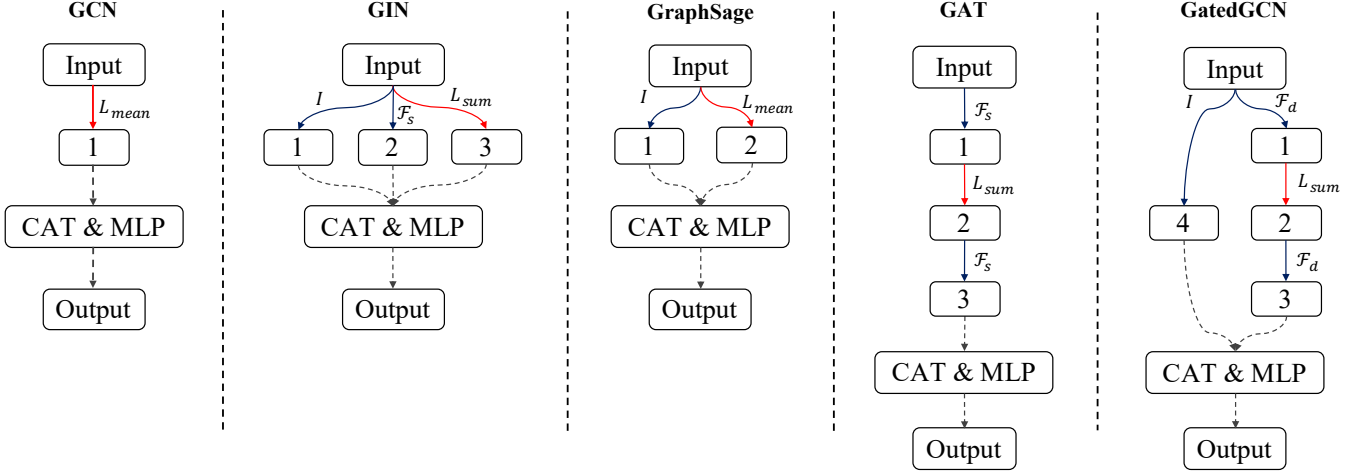 GCN
Input
L_mean
1
CAT & MLP
Output
GIN
Input
I
ℱ_s
L_sum
1 2 3
CAT & MLP
Output
GraphSage
Input
I
L_mean
1 2
CAT & MLP
Output
GAT
Input
ℱ_s
1
L_sum
2
ℱ_s
3
CAT & MLP
Output
GatedGCN
Input
I
ℱ_d
1
L_sum
4 2
ℱ_d
3
CAT & MLP
Output